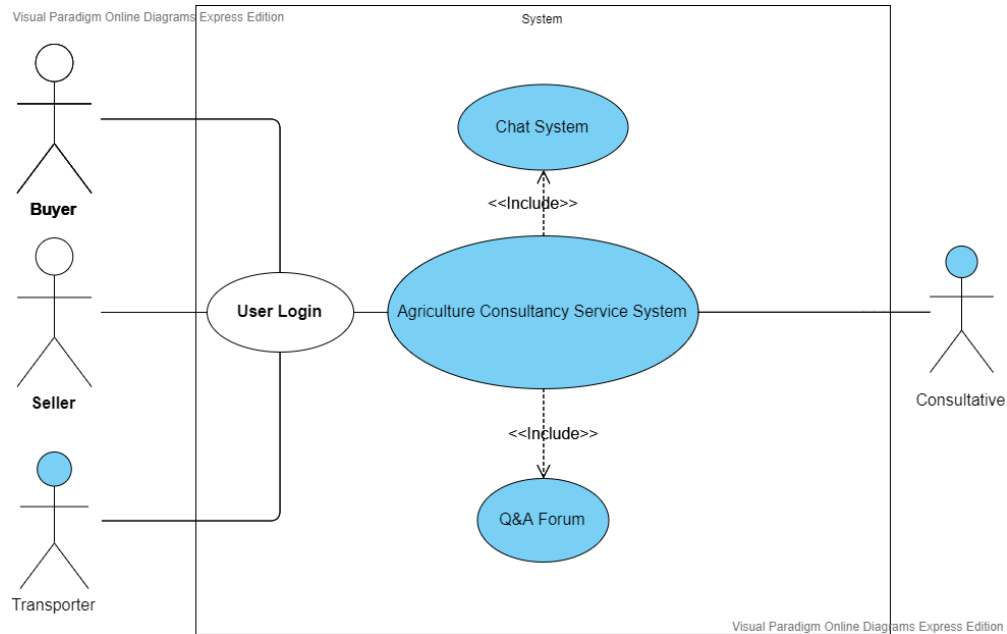 Visual Paradigm Online Diagrams Express Edition
System
Chat System
<<Include>>
Buyer
User Login
Agriculture Consultancy Service System
Seller
Consultative
<<Include>>
Q&A Forum
Transporter
Visual Paradigm Online Diagrams Express Edition